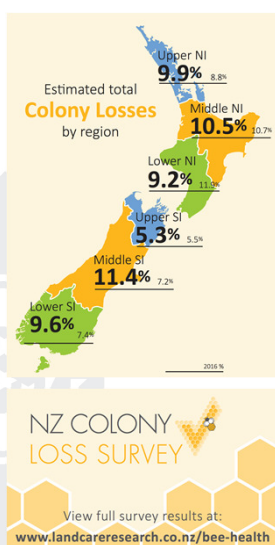 Estimated total
Colony Losses
by region
Upper NI
9.9% 8.8%
Middle NI
10.5% 10.7%
Lower NI
9.2% 11.9%
Upper SI
5.3% 5.5%
Middle SI
11.4% 7.2%
Lower SI
9.6% 7.4%
2016 %
NZ COLONY
LOSS SURVEY
View full survey results at:
www.landcareresearch.co.nz/bee-health